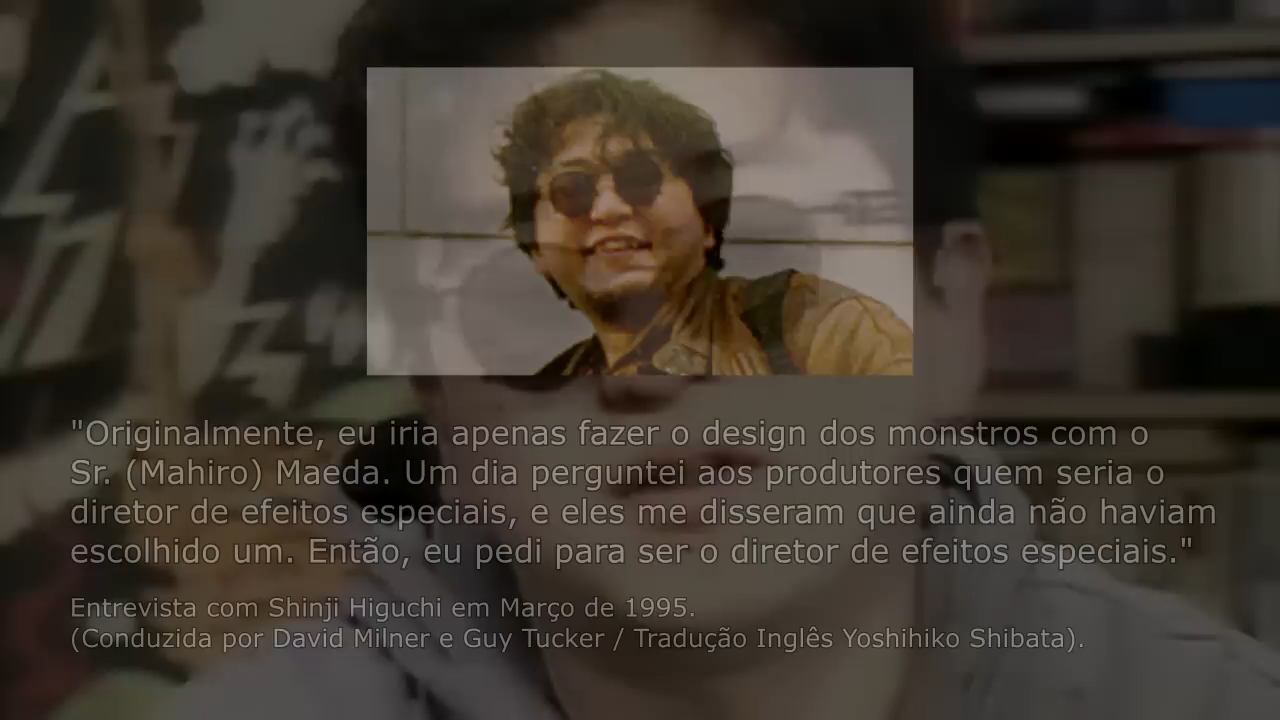 "Originalmente, eu iria apenas fazer o design dos monstros com o
Sr. (Mahiro) Maeda. Um dia perguntei aos produtores quem seria o
diretor de efeitos especiais, e eles me disseram que ainda não haviam
escolhido um. Então, eu pedi para ser o diretor de efeitos especiais."
Entrevista com Shinji Higuchi em Março de 1995.
(Conduzida por David Milner e Guy Tucker / Tradução Inglês Yoshihiko Shibata).